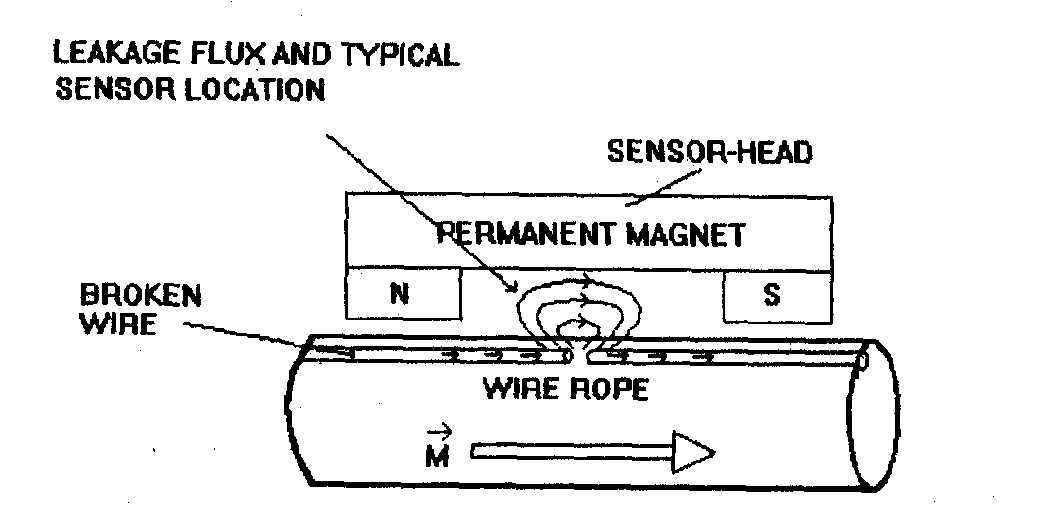 LEAKAGE FLUX AND TYPICAL
SENSOR LOCATION
SENSOR-HEAD
PERMANENT MAGNET
N
S
BROKEN
WIRE
WIRE ROPE
M